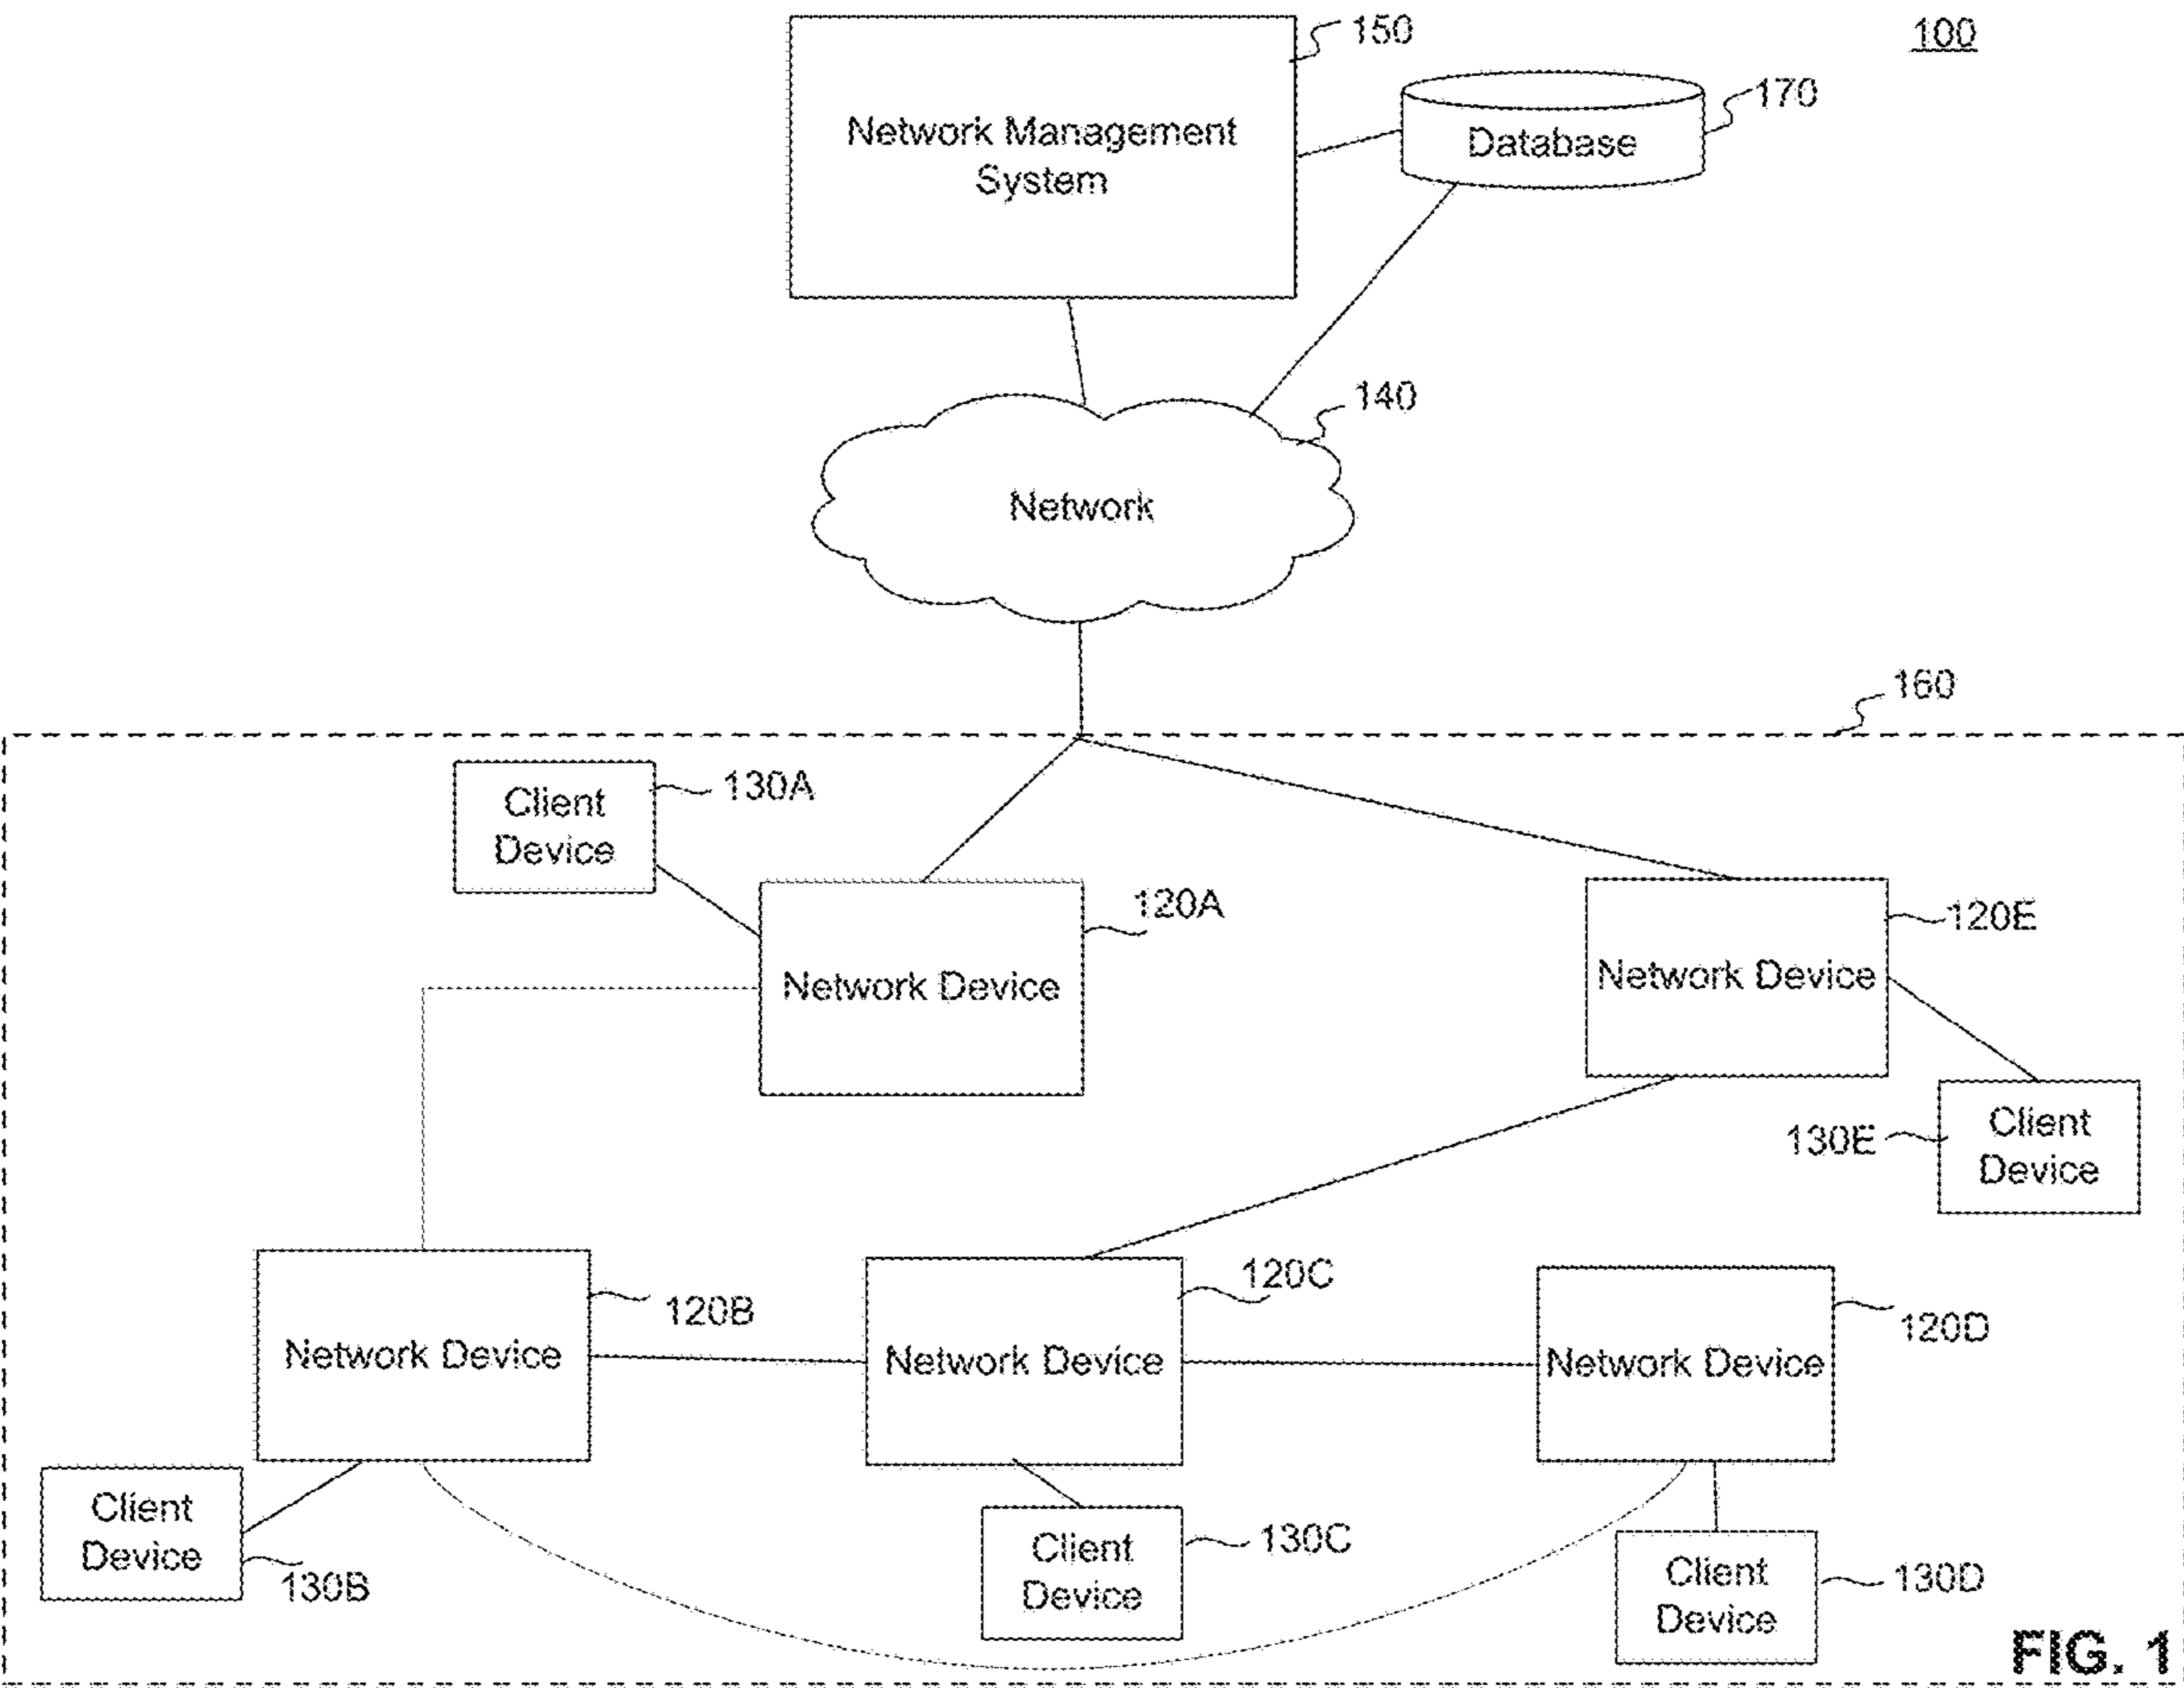 150
100
Network Management
System
170
Database
140
Network
160
Client
Device
130A
120A
Network Device
120E
Network Device
130E
Client
Device
120B
Network Device
120C
Network Device
120D
Network Device
Client
Device
130B
Client
Device
130C
Client
Device
130D
FIG. 1